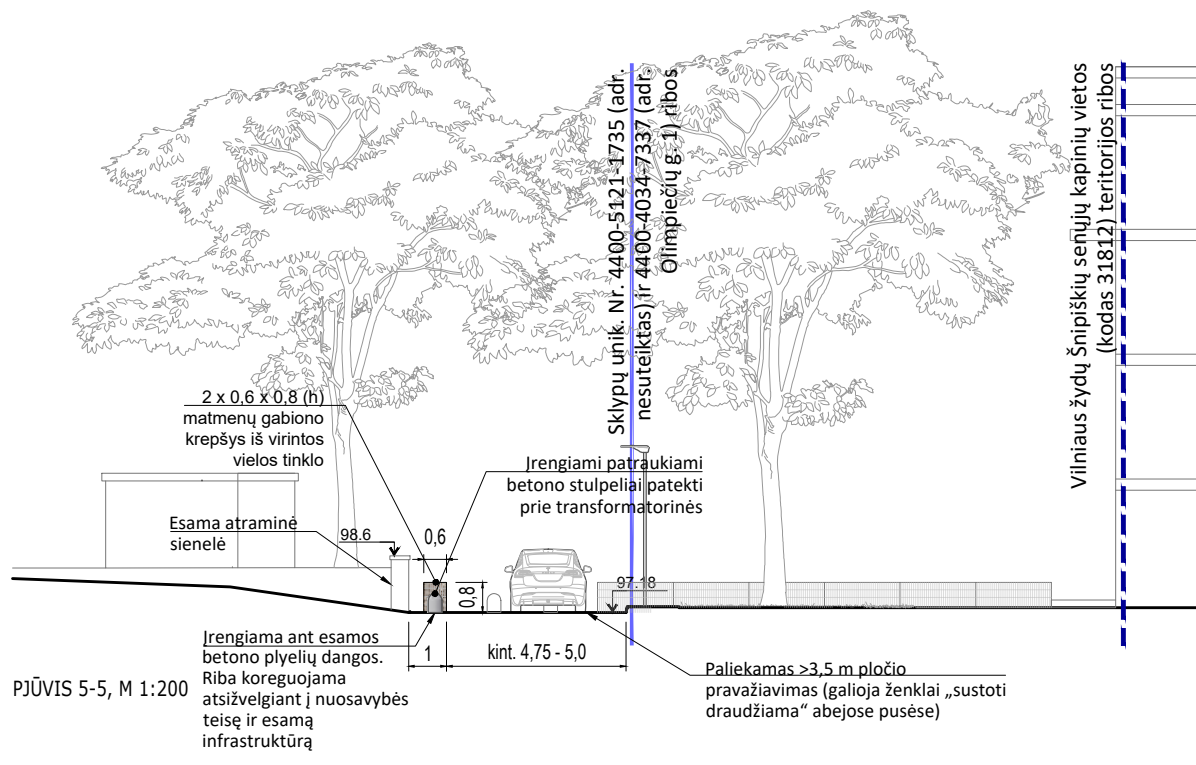 Sklypų unik. Nr. 4400-5121-1735 (adr.
nesuteiktas) ir 4400-4034-7337 (adr.
Olimpiečių g. 1) ribos
Vilniaus žydų Šnipiškių senųjų kapinių vietos
(kodas 31812) teritorijos ribos
2 x 0,6 x 0,8 (h)
matmenų gabiono
krepšys iš virintos
vielos tinklo
Įrengiami patraukiami
betono stulpeliai patekti
prie transformatorinės
Esama atraminė
sienelė
98.6
0,6
0,8
97.18
1
kint. 4,75 - 5,0
Įrengiama ant esamos
betono plyelių dangos.
Riba koreguojama
atsižvelgiant į nuosavybės
teisę ir esamą
infrastruktūrą
Paliekamas >3,5 m pločio
pravažiavimas (galioja ženklai „sustoti
draudžiama“ abejose pusėse)
PJŪVIS 5-5, M 1:200